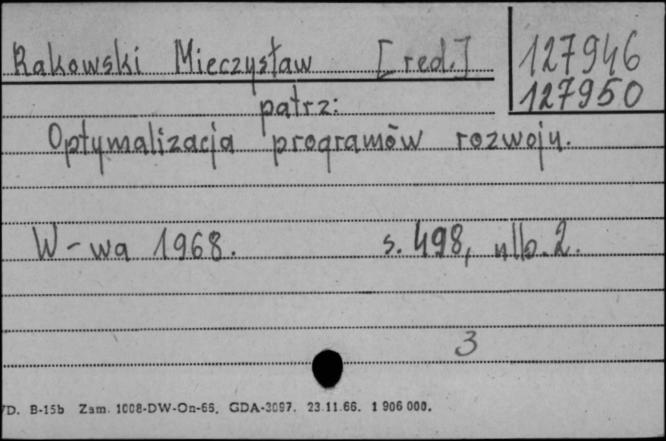 Rakowski Mieczysław [red.]
127946
127950
patrz:
Optymalizacja programów rozwoju.
W-wa 1968. s. 498, nlb. 2.
3
D. B-15b Zam. 1008-DW-On-66. GDA-3097. 23.11.66. 1 906 000.